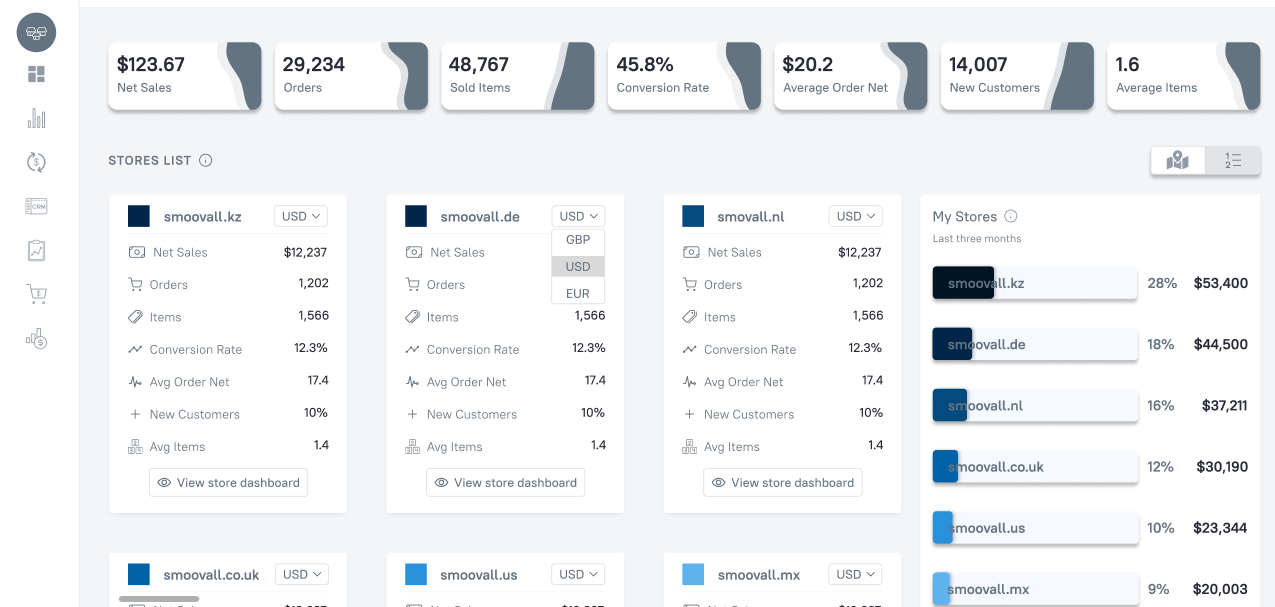 $123.67
Net Sales
29,234
Orders
48,767
Sold Items
45.8%
Conversion Rate
$20.2
Average Order Net
14,007
New Customers
1.6
Average Items
STORES LIST
1
2
smoovall.kz USD
Net Sales $12,237
Orders 1,202
Items 1,566
Conversion Rate 12.3%
Avg Order Net 17.4
New Customers 10%
Avg Items 1.4
View store dashboard
smoovall.de USD
GBP
USD
EUR
Net Sales
Orders
Items 1,566
Conversion Rate 12.3%
Avg Order Net 17.4
New Customers 10%
Avg Items 1.4
View store dashboard
smoovall.nl USD
Net Sales $12,237
Orders 1,202
Items 1,566
Conversion Rate 12.3%
Avg Order Net 17.4
New Customers 10%
Avg Items 1.4
View store dashboard
My Stores
Last three months
smoovall.kz 28% $53,400
smoovall.de 18% $44,500
smoovall.nl 16% $37,211
smoovall.co.uk 12% $30,190
smoovall.us 10% $23,344
smoovall.mx 9% $20,003
smoovall.co.uk USD
smoovall.us USD
smoovall.mx USD
CRM